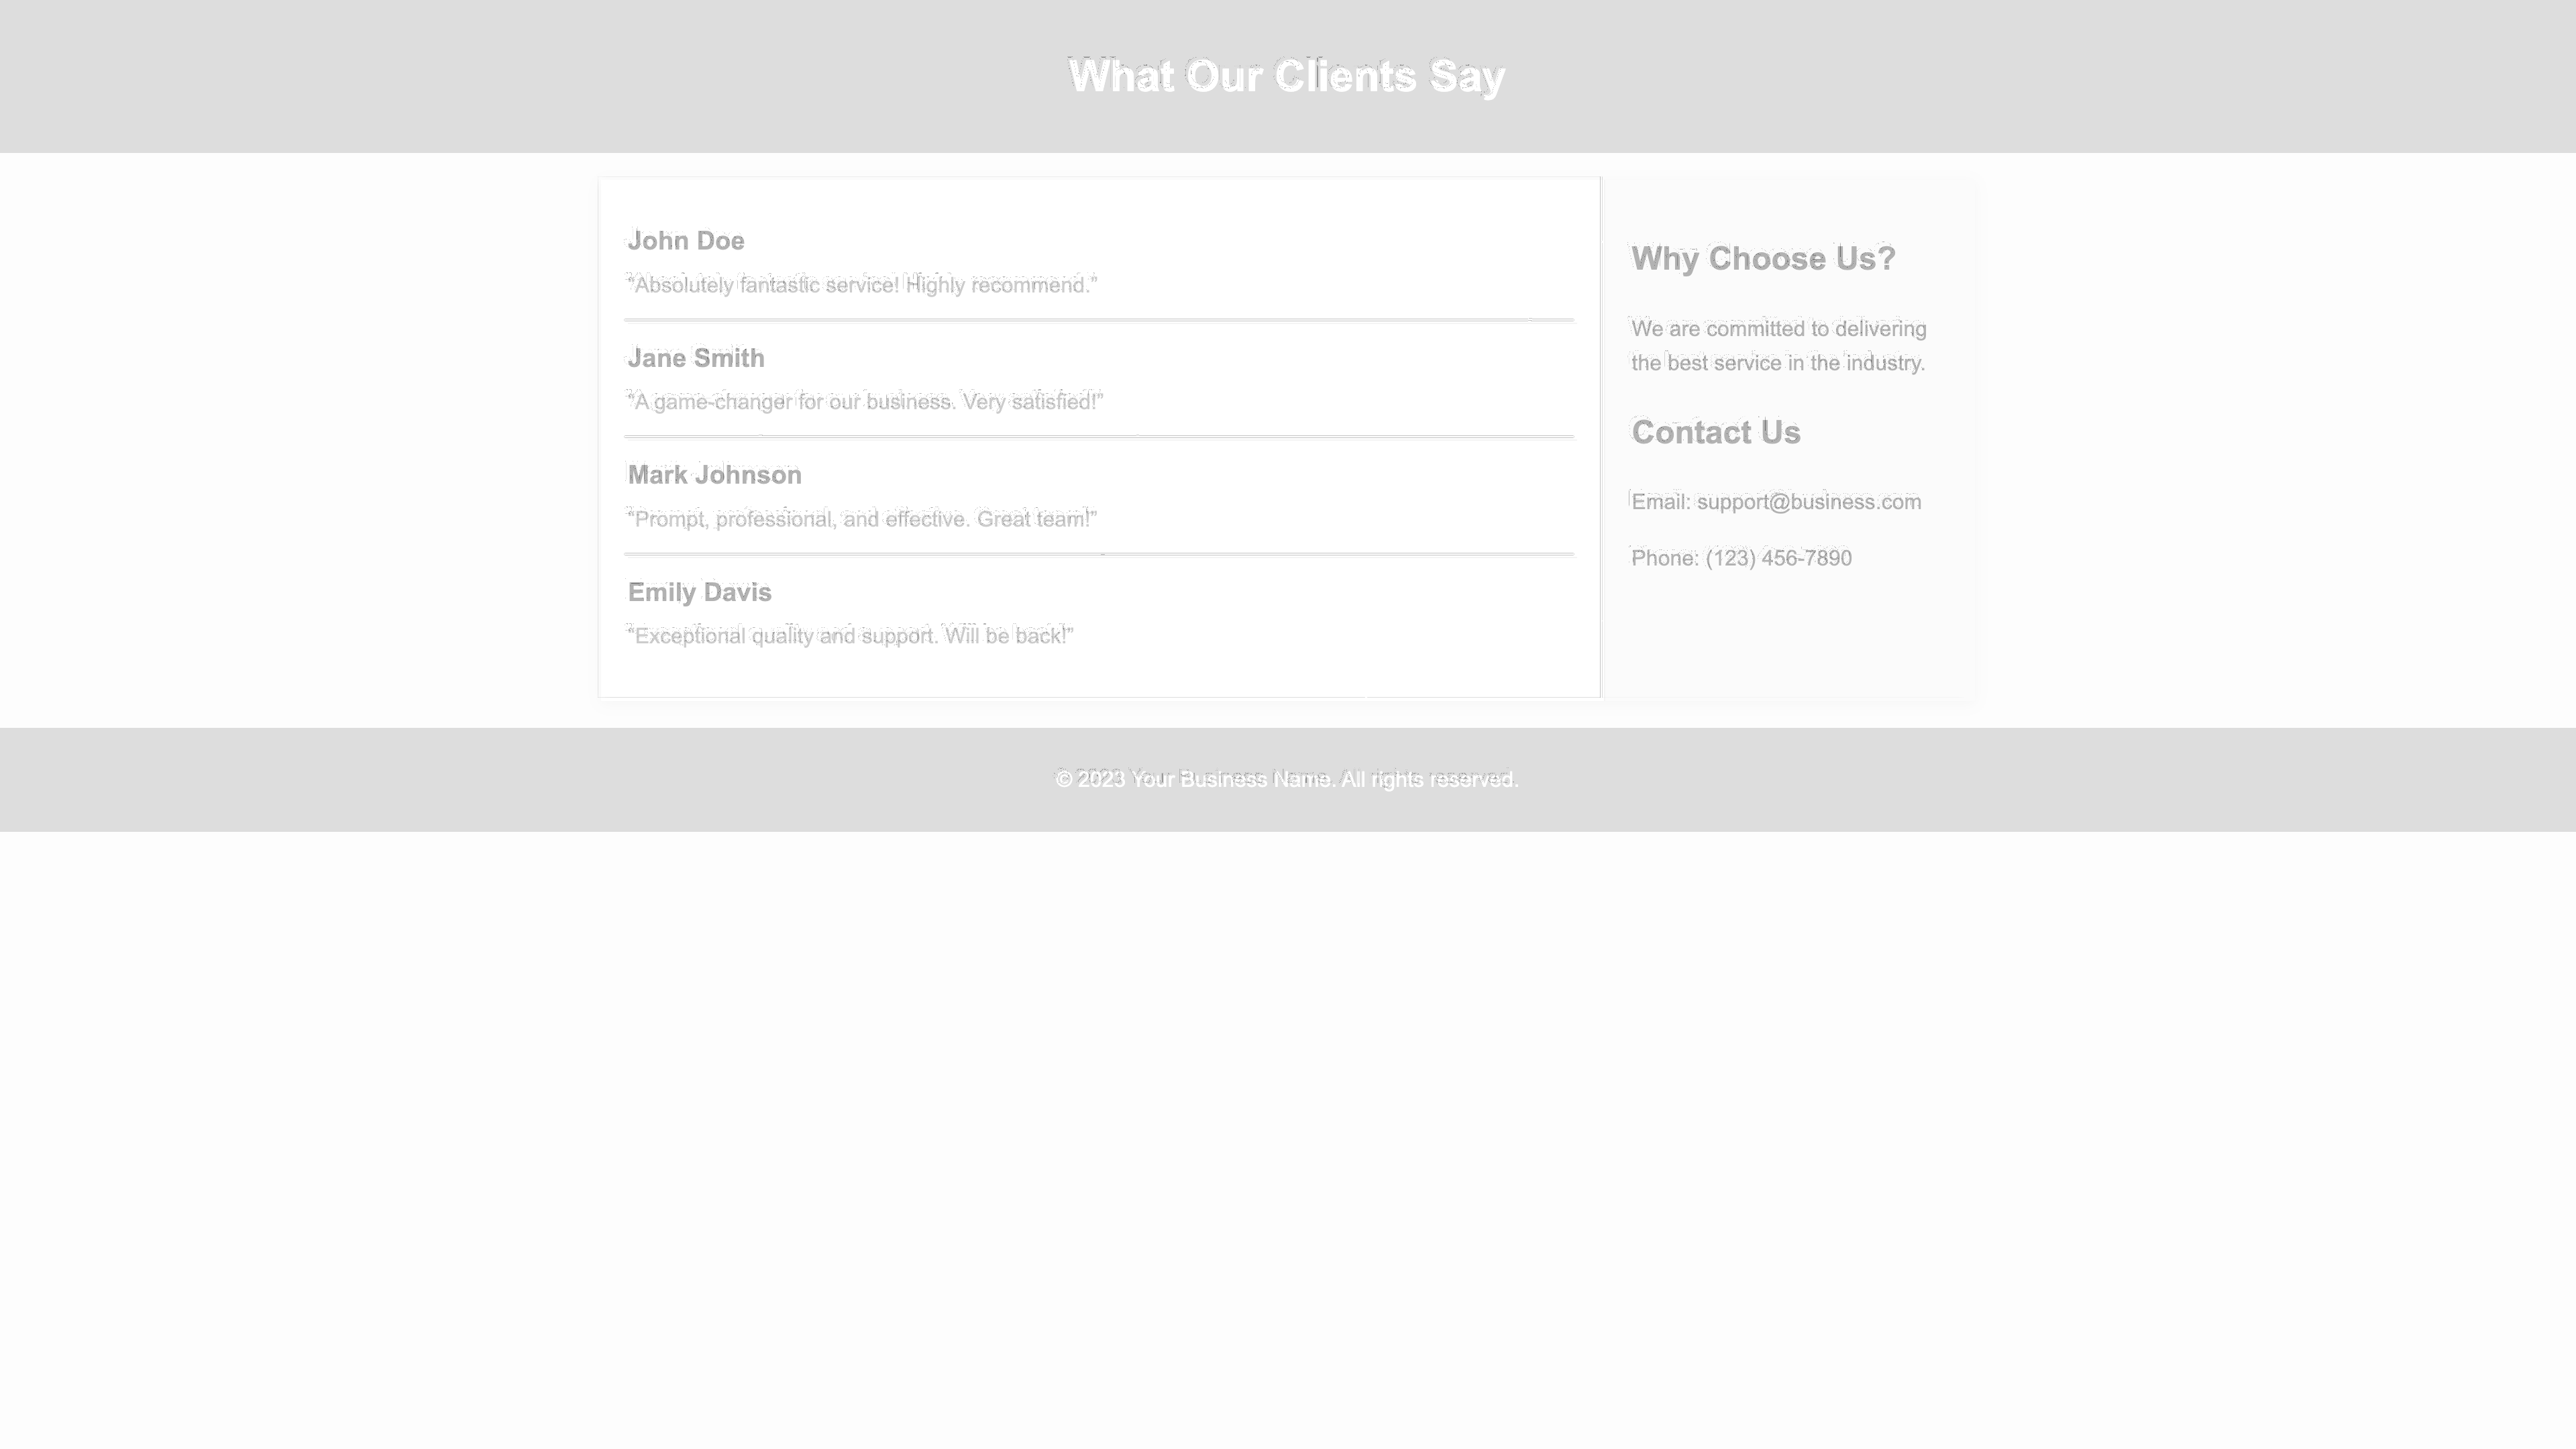 What Our Clients Say
John Doe
"Absolutely fantastic service! Highly recommend."
Jane Smith
"A game-changer for our business. Very satisfied!"
Mark Johnson
"Prompt, professional, and effective. Great team!"
Emily Davis
"Exceptional quality and support. Will be back!"
Why Choose Us?
We are committed to delivering
the best service in the industry.
Contact Us
Email: support@business.com
Phone: (123) 456-7890
© 2023 Your Business Name. All rights reserved.